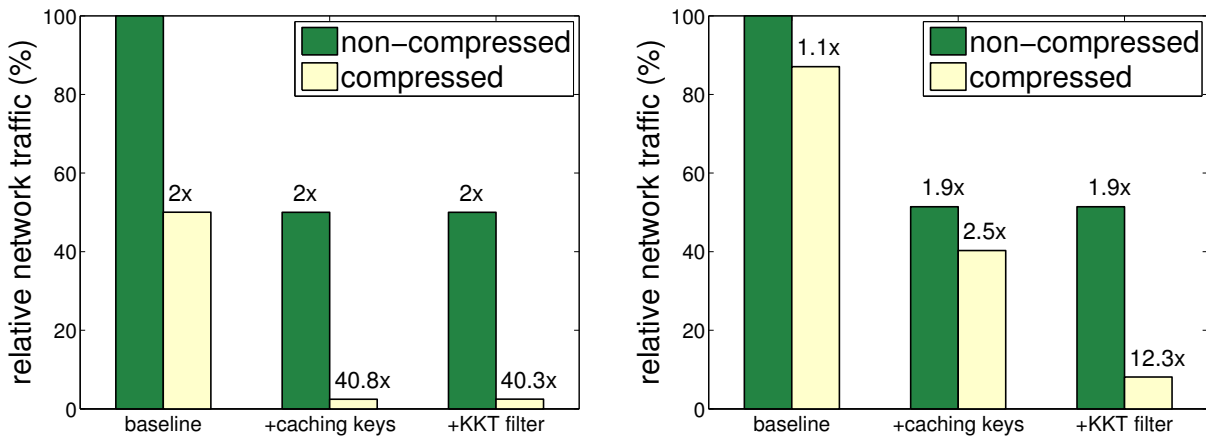 relative network traffic (%)
100
80
60
40
20
0
non−compressed
compressed
2x
2x
2x
40.8x
40.3x
baseline
+caching keys
+KKT filter
relative network traffic (%)
100
80
60
40
20
0
non−compressed
compressed
1.1x
1.9x
1.9x
2.5x
12.3x
baseline
+caching keys
+KKT filter